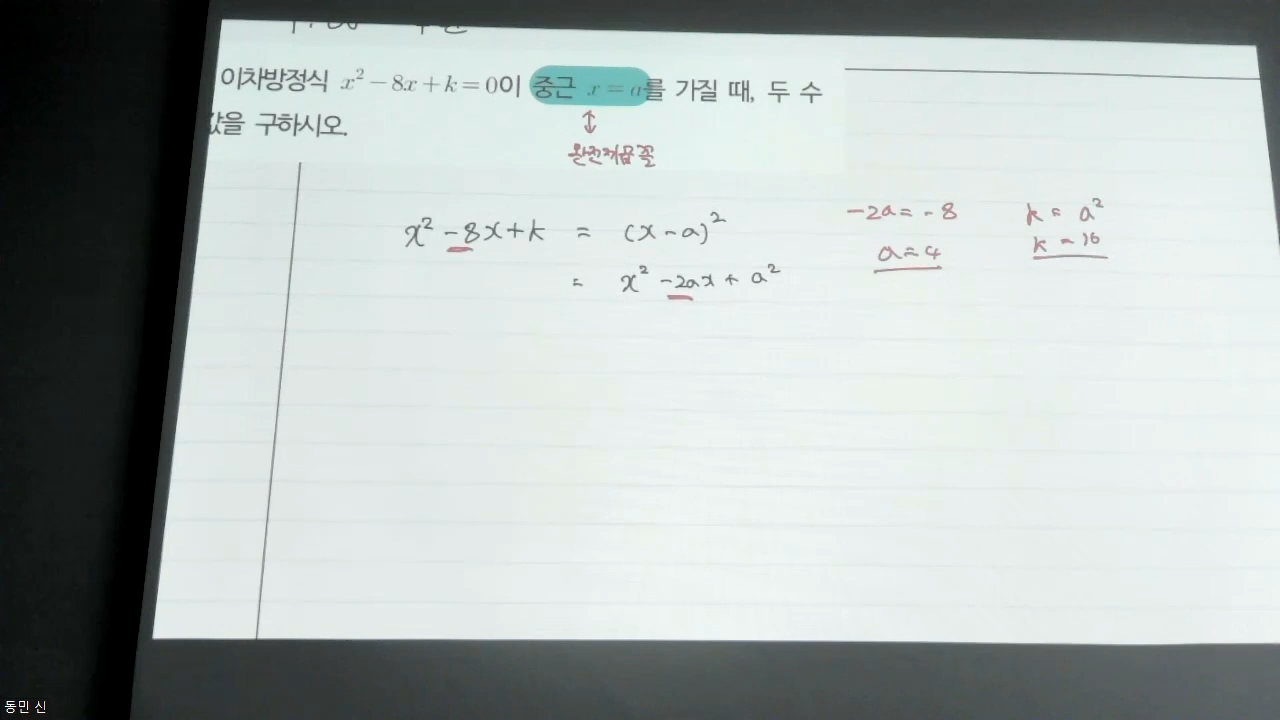 이차방정식 x² − 8x + k = 0이 중근 x = a를 가질 때, 두 수
값을 구하시오.
↕
완전제곱꼴
x² − 8x + k = (x − a)²
= x² − 2ax + a²
−2a = −8
a = 4
k = a²
k = 16
동민 신